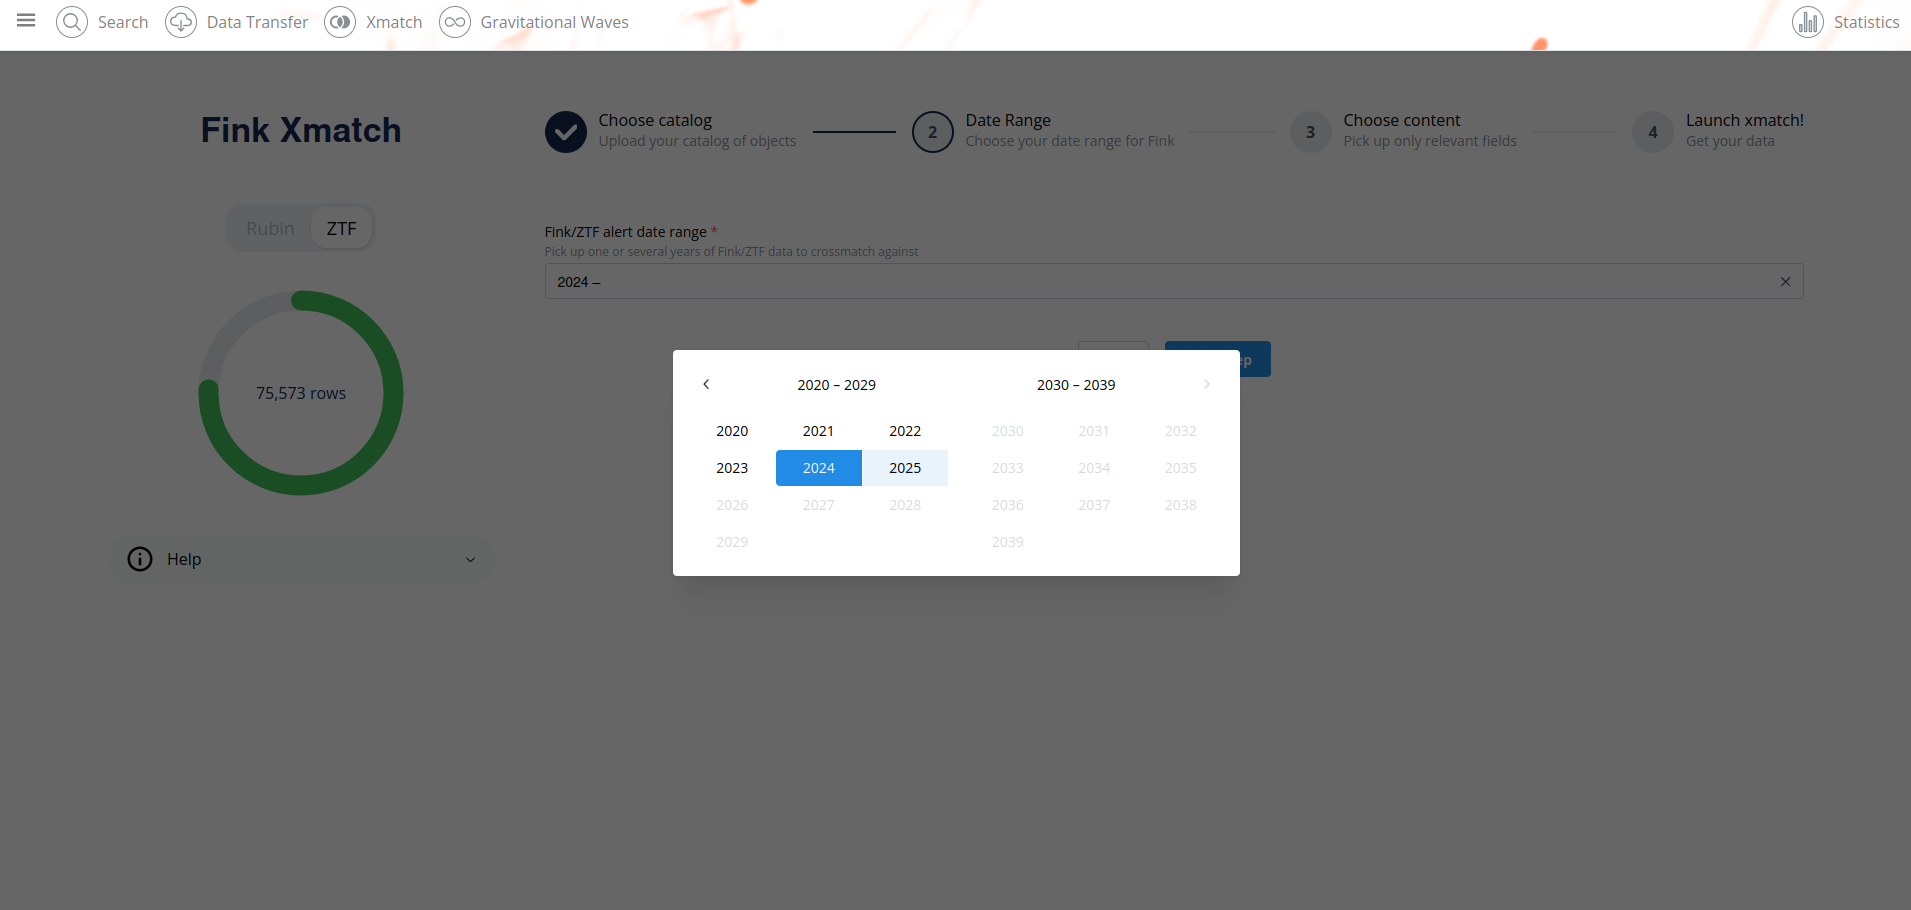 Search Data Transfer Xmatch Gravitational Waves Statistics
Fink Xmatch
Choose catalog
Upload your catalog of objects
2
Date Range
Choose your date range for Fink
3
Choose content
Pick up only relevant fields
4
Launch xmatch!
Get your data
Rubin ZTF
75,573 rows
Help
Fink/ZTF alert date range *
Pick up one or several years of Fink/ZTF data to crossmatch against
2024 –
2020 – 2029 2030 – 2039
2020 2021 2022 2030 2031 2032
2023 2024 2025 2033 2034 2035
2026 2027 2028 2036 2037 2038
2029 2039